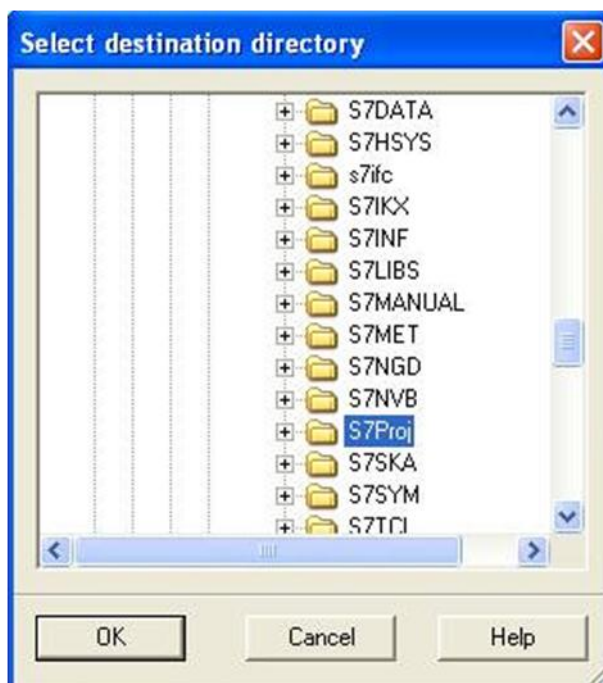 Select destination directory
S7DATA
S7HSYS
s7ifc
S7IKX
S7INF
S7LIBS
S7MANUAL
S7MET
S7NGD
S7NVB
S7Proj
S7SKA
S7SYM
S7TCI
OK Cancel Help